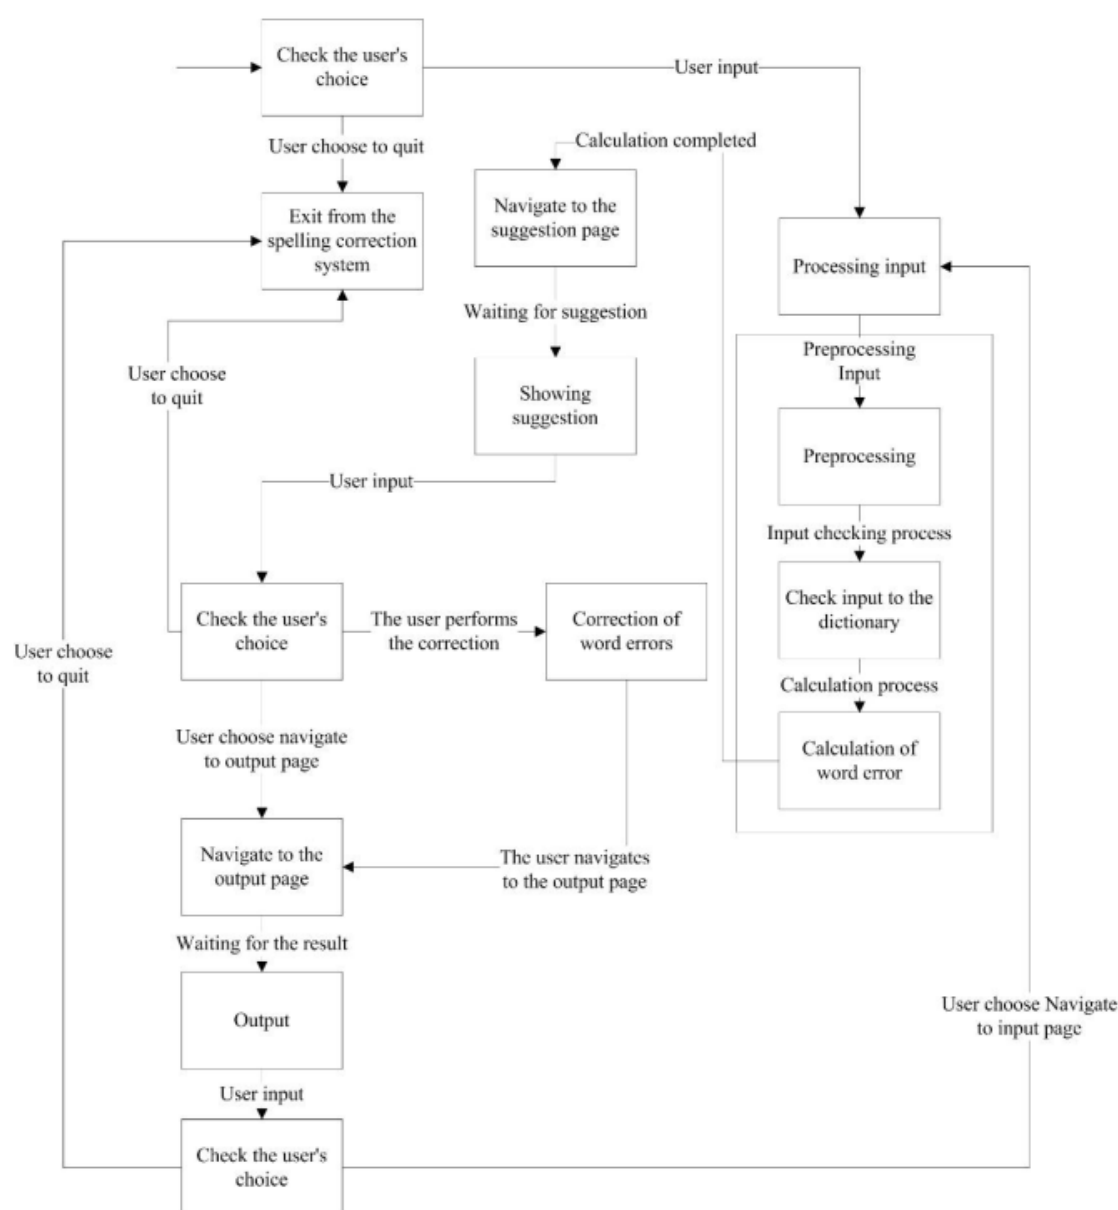 Check the user's
choice
User input
User choose to quit
Calculation completed
Exit from the
spelling correction
system
Navigate to the
suggestion page
Processing input
Waiting for suggestion
Preprocessing
Input
User choose
to quit
Showing
suggestion
Preprocessing
User input
Input checking process
Check the user's
choice
The user performs
the correction
Correction of
word errors
Check input to the
dictionary
User choose
to quit
Calculation process
User choose navigate
to output page
Calculation of
word error
Navigate to the
output page
The user navigates
to the output page
Waiting for the result
Output
User choose Navigate
to input page
User input
Check the user's
choice